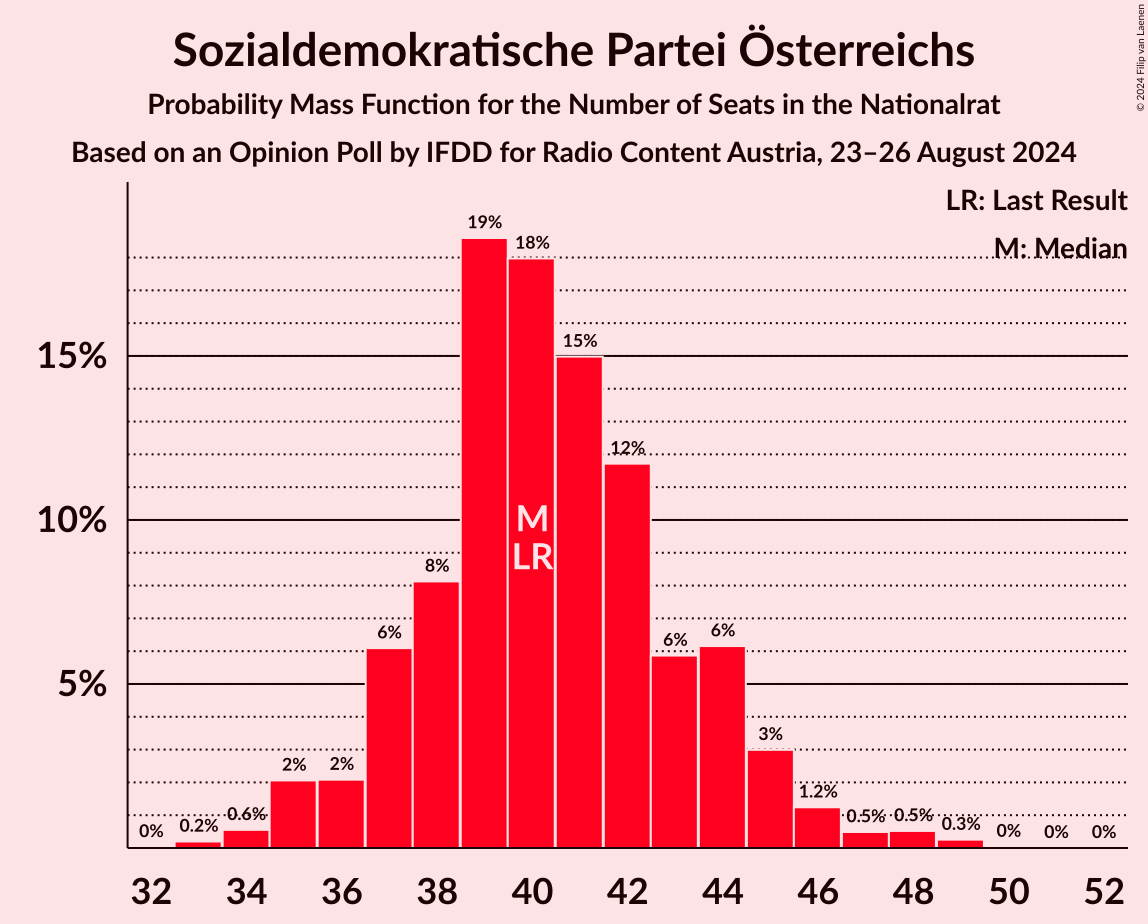 Sozialdemokratische Partei Österreichs
Probability Mass Function for the Number of Seats in the Nationalrat
Based on an Opinion Poll by IFDD for Radio Content Austria, 23–26 August 2024
© 2024 Filip van Laenen
LR: Last Result
M: Median
15%
10%
5%
0%
0.2%
0.6%
2%
2%
6%
8%
19%
18%
15%
12%
6%
6%
3%
1.2%
0.5%
0.5%
0.3%
0%
0%
0%
M
LR
32 34 36 38 40 42 44 46 48 50 52